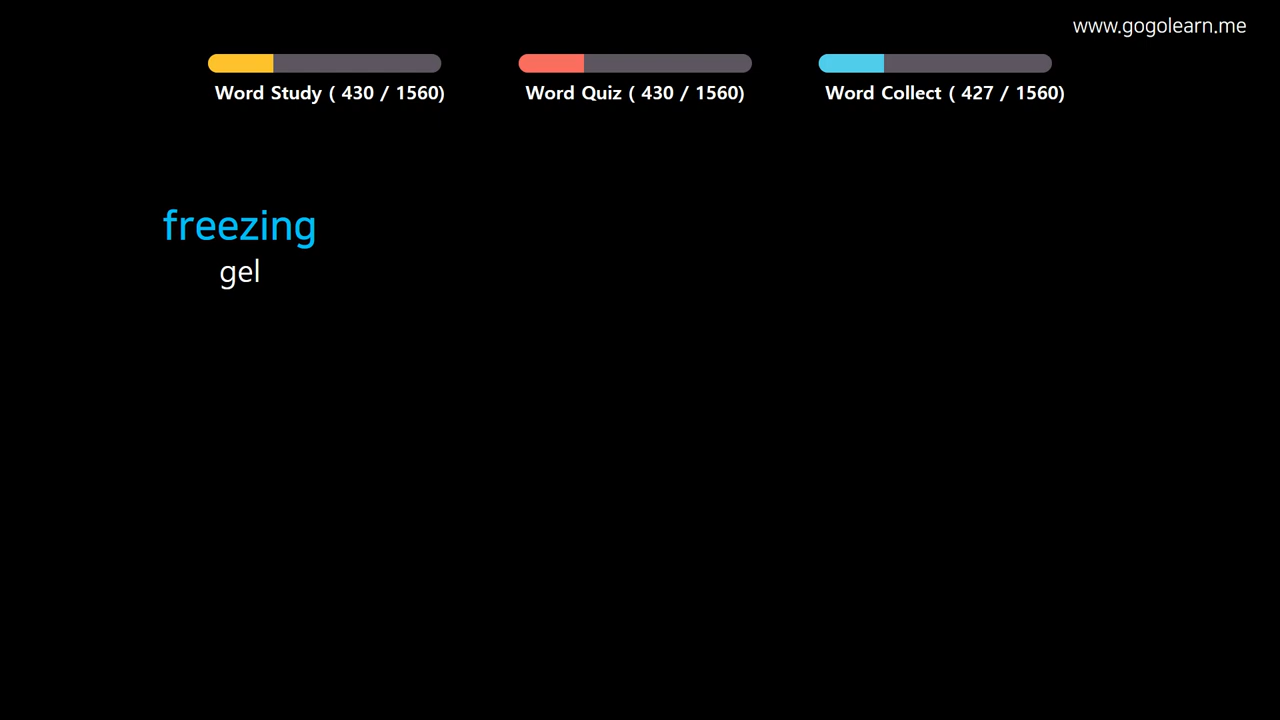 www.gogolearn.me
Word Study ( 430 / 1560)
Word Quiz ( 430 / 1560)
Word Collect ( 427 / 1560)
freezing
gel